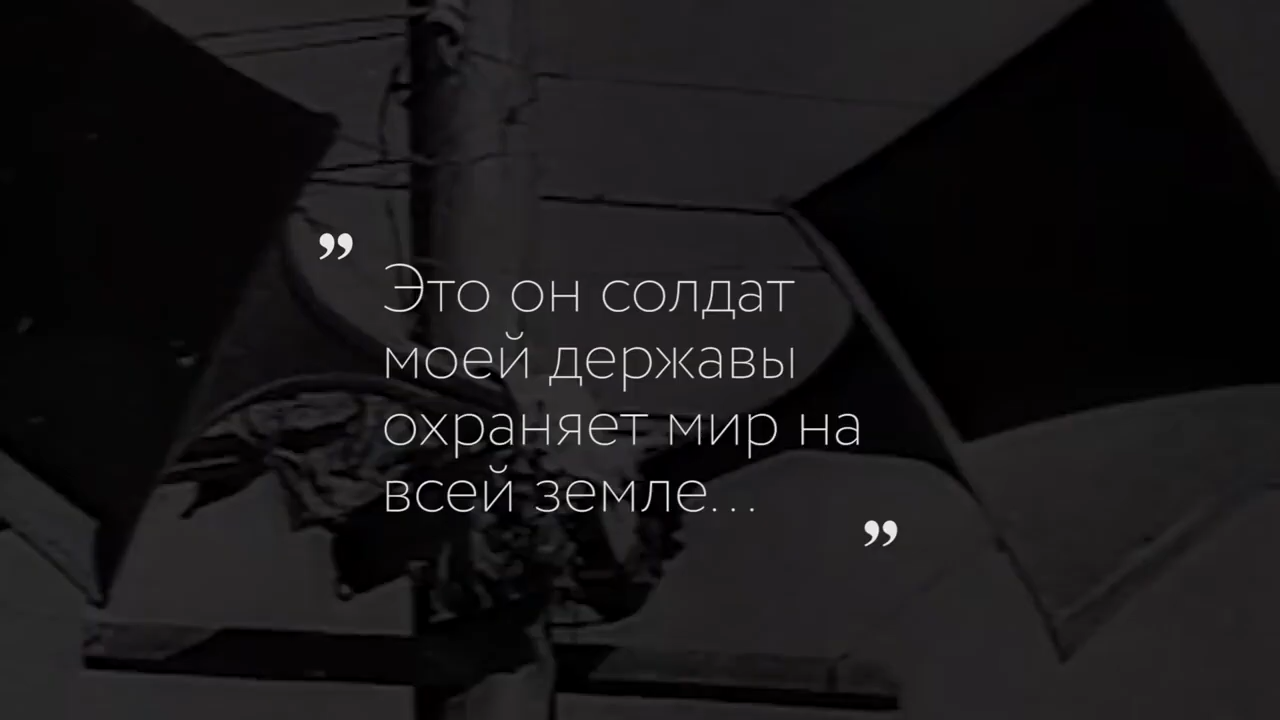 ”
Это он солдат
моей державы
охраняет мир на
всей земле...
”